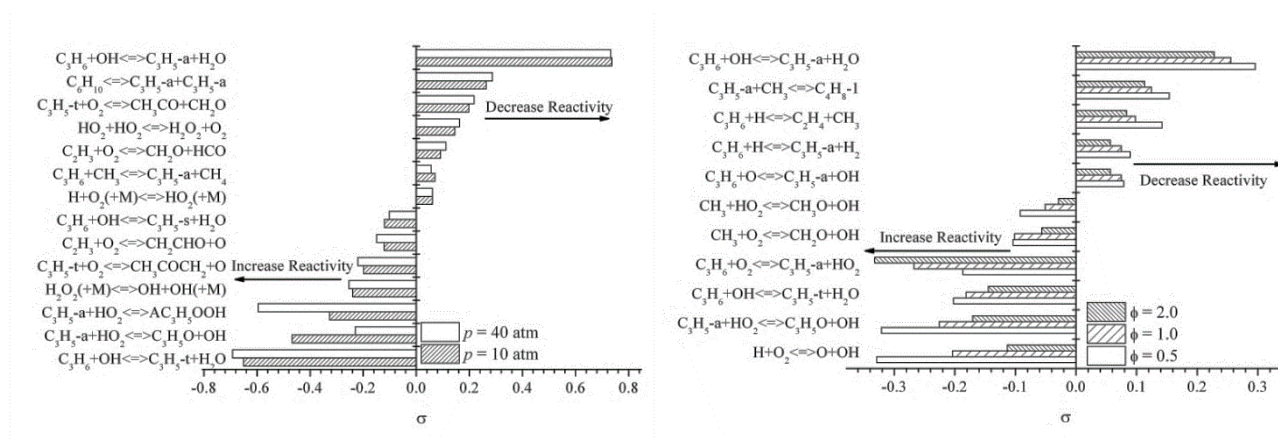 C₃H₆+OH<=>C₃H₅-a+H₂O
C₆H₁₀<=>C₃H₅-a+C₃H₅-a
C₃H₅-t+O₂<=>CH₃CO+CH₂O
HO₂+HO₂<=>H₂O₂+O₂
C₂H₃+O₂<=>CH₂O+HCO
C₃H₆+CH₃<=>C₃H₅-a+CH₄
H+O₂(+M)<=>HO₂(+M)
C₃H₆+OH<=>C₃H₅-s+H₂O
C₂H₃+O₂<=>CH₂CHO+O
C₃H₅-t+O₂<=>CH₃COCH₂+O
H₂O₂(+M)<=>OH+OH(+M)
C₃H₅-a+HO₂<=>AC₃H₅OOH
C₃H₅-a+HO₂<=>C₃H₅O+OH
C₃H₆+OH<=>C₃H₅-t+H₂O
Decrease Reactivity
Increase Reactivity
p = 40 atm
p = 10 atm
-0.8 -0.6 -0.4 -0.2 0.0 0.2 0.4 0.6 0.8
σ
C₃H₆+OH<=>C₃H₅-a+H₂O
C₃H₅-a+CH₃<=>C₄H₈-1
C₃H₆+H<=>C₂H₄+CH₃
C₃H₆+H<=>C₃H₅-a+H₂
C₃H₆+O<=>C₃H₅-a+OH
CH₃+HO₂<=>CH₃O+OH
CH₃+O₂<=>CH₂O+OH
C₃H₆+O₂<=>C₃H₅-a+HO₂
C₃H₆+OH<=>C₃H₅-t+H₂O
C₃H₅-a+HO₂<=>C₃H₅O+OH
H+O₂<=>O+OH
Decrease Reactivity
Increase Reactivity
ϕ = 2.0
ϕ = 1.0
ϕ = 0.5
-0.3 -0.2 -0.1 0.0 0.1 0.2 0.3
σ